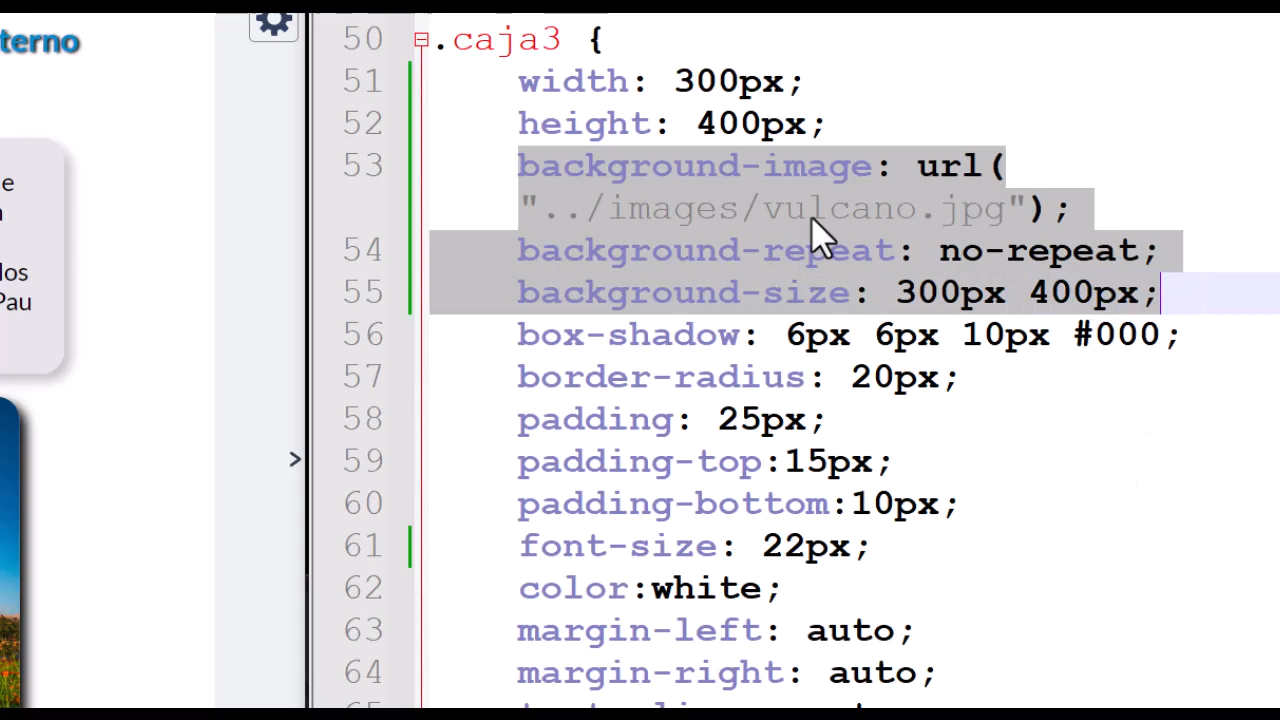 terno
e
los
Pau
50 .caja3 {
51 width: 300px;
52 height: 400px;
53 background-image: url(
"../images/vulcano.jpg");
54 background-repeat: no-repeat;
55 background-size: 300px 400px;
56 box-shadow: 6px 6px 10px #000;
57 border-radius: 20px;
58 padding: 25px;
59 padding-top:15px;
60 padding-bottom:10px;
61 font-size: 22px;
62 color:white;
63 margin-left: auto;
64 margin-right: auto;